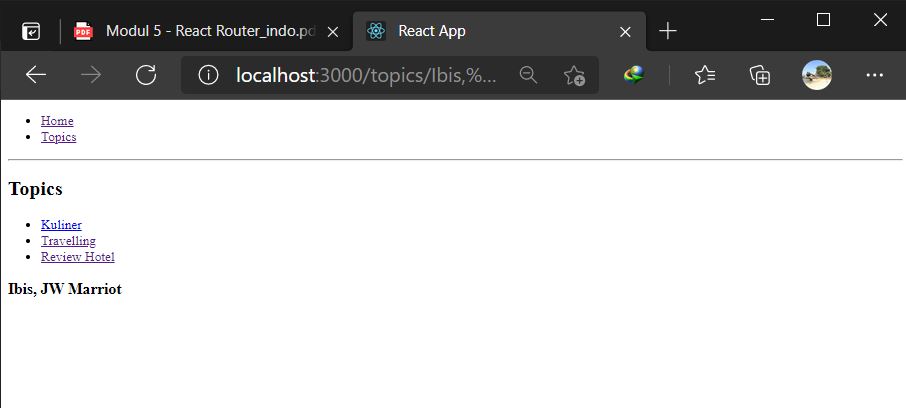 PDF
Modul 5 - React Router_indo.pd
React App
localhost:3000/topics/Ibis,%...
Home
Topics
Topics
Kuliner
Travelling
Review Hotel
Ibis, JW Marriot